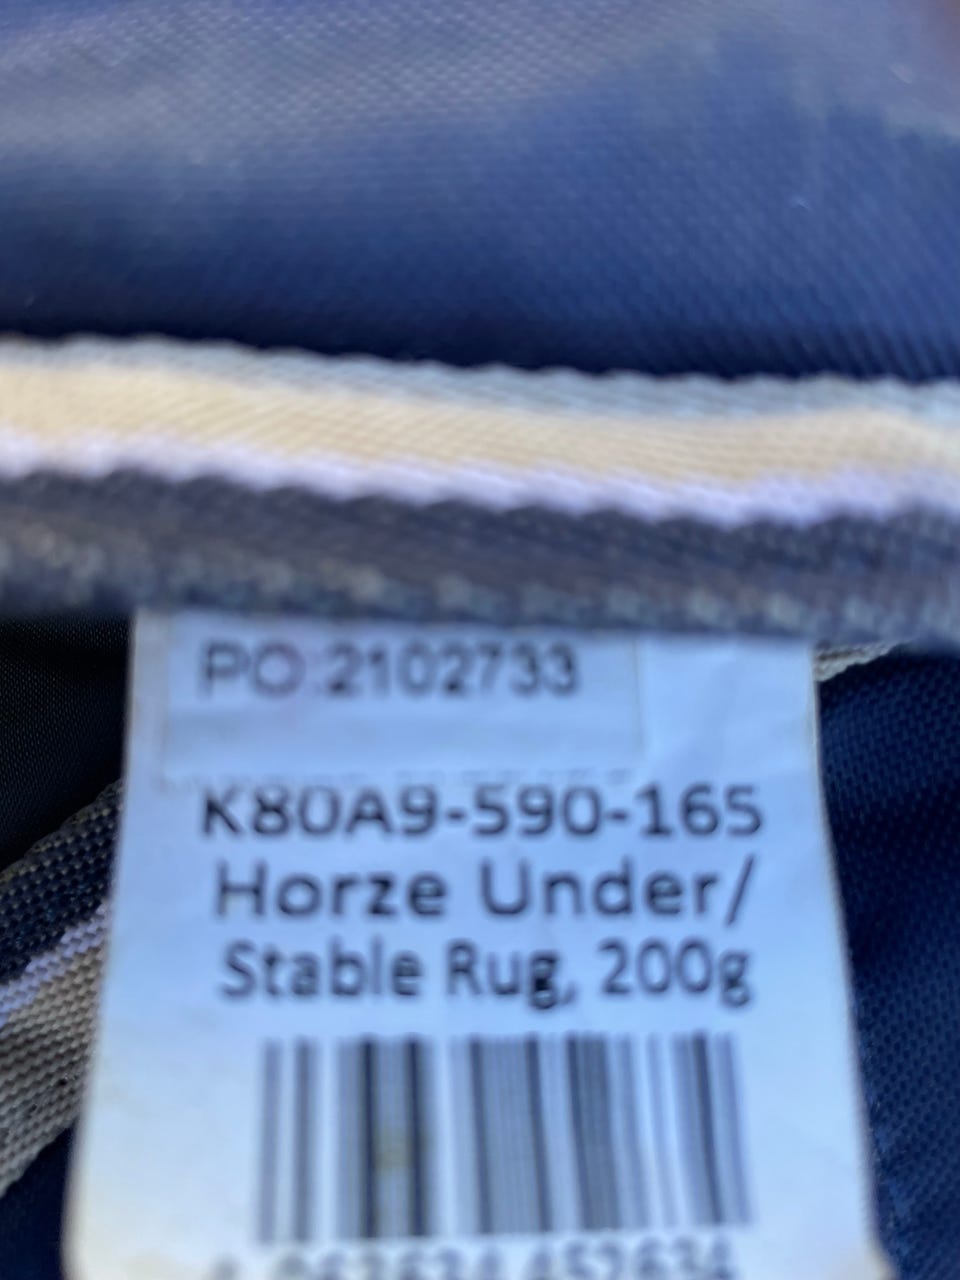 PO:2102733
K80A9-590-165
Horze Under/
Stable Rug, 200g